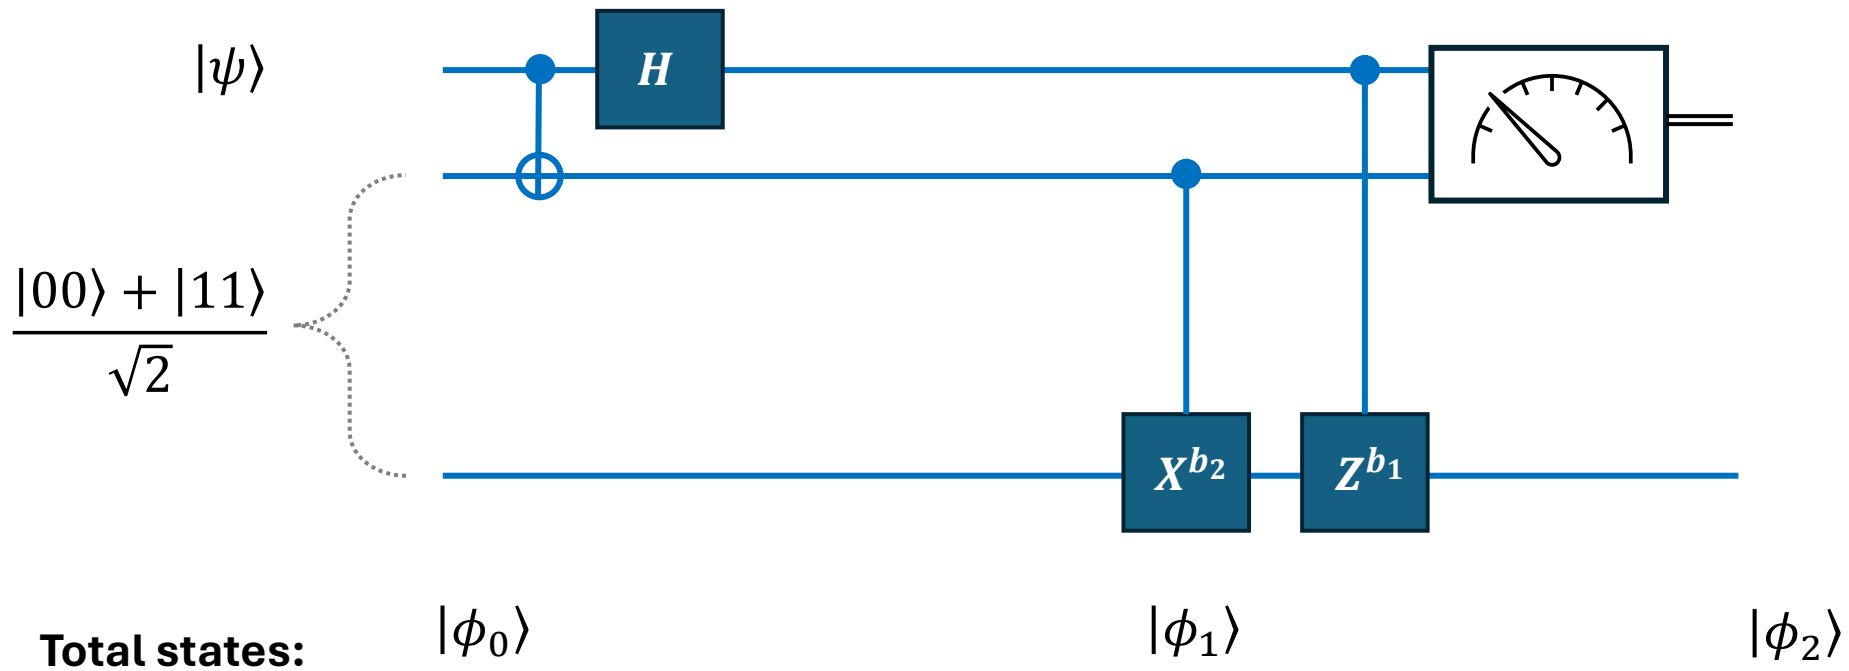 |ψ⟩
H
|00⟩ + |11⟩
√2
X^{b_2}
Z^{b_1}
|ϕ_0⟩
|ϕ_1⟩
|ϕ_2⟩
Total states: